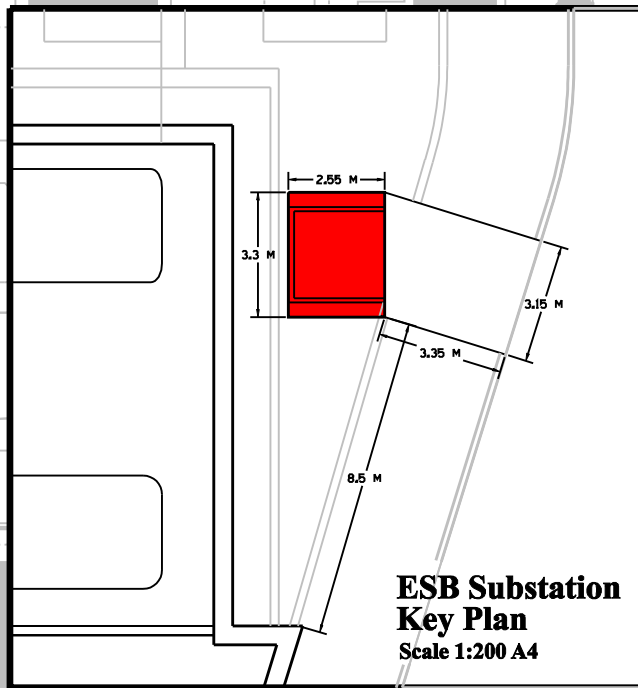 2.55 M
3.3 M
3.15 M
3.35 M
8.5 M
ESB Substation
Key Plan
Scale 1:200 A4